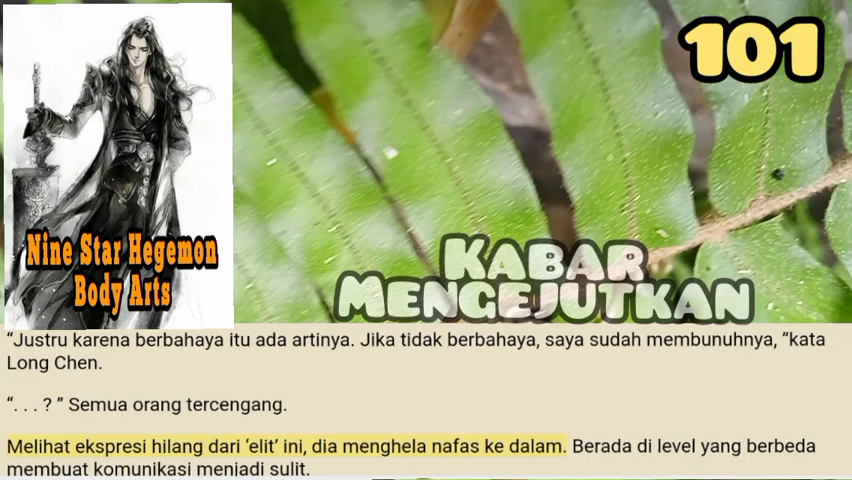 101
Nine Star Hegemon
Body Arts
KABAR
MENGEJUTKAN
“Justru karena berbahaya itu ada artinya. Jika tidak berbahaya, saya sudah membunuhnya, ”kata
Long Chen.
“. . . ? ” Semua orang tercengang.
Melihat ekspresi hilang dari ‘elit’ ini, dia menghela nafas ke dalam. Berada di level yang berbeda
membuat komunikasi menjadi sulit.